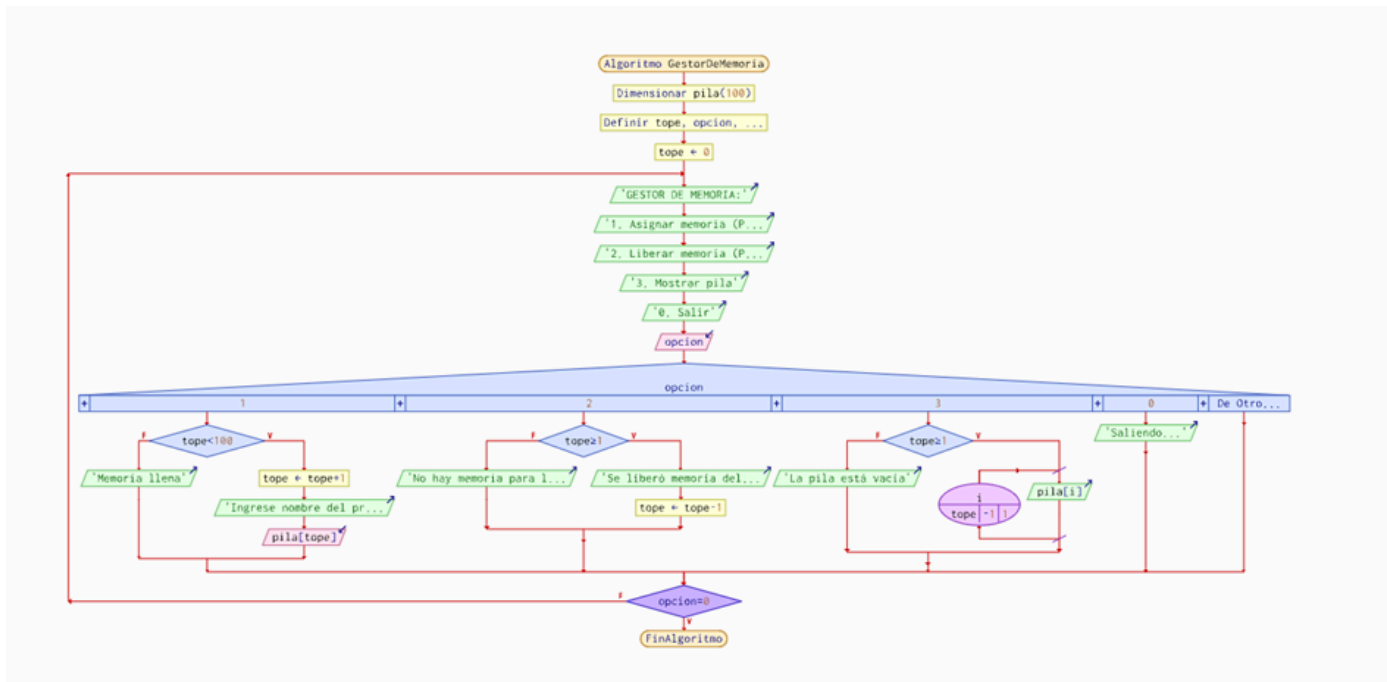 Algoritmo GestorDeMemoria
Dimensionar pila(100)
Definir tope, opcion, ...
tope ← 0
'GESTOR DE MEMORIA:'
'1. Asignar memoria (P...
'2. Liberar memoria (P...
'3. Mostrar pila'
'0. Salir'
opcion
opcion
+ 1 + 2 + 3 + 0 + De Otro...
F tope<100 V
'Memoria llena'
tope ← tope+1
'Ingrese nombre del pr...
pila[tope]
F tope≥1 V
'No hay memoria para l...
'Se liberó memoria del...
tope ← tope-1
F tope≥1 V
'La pila está vacía'
i
tope -1 1
pila[i]
'Saliendo...'
F opcion=0
V
FinAlgoritmo